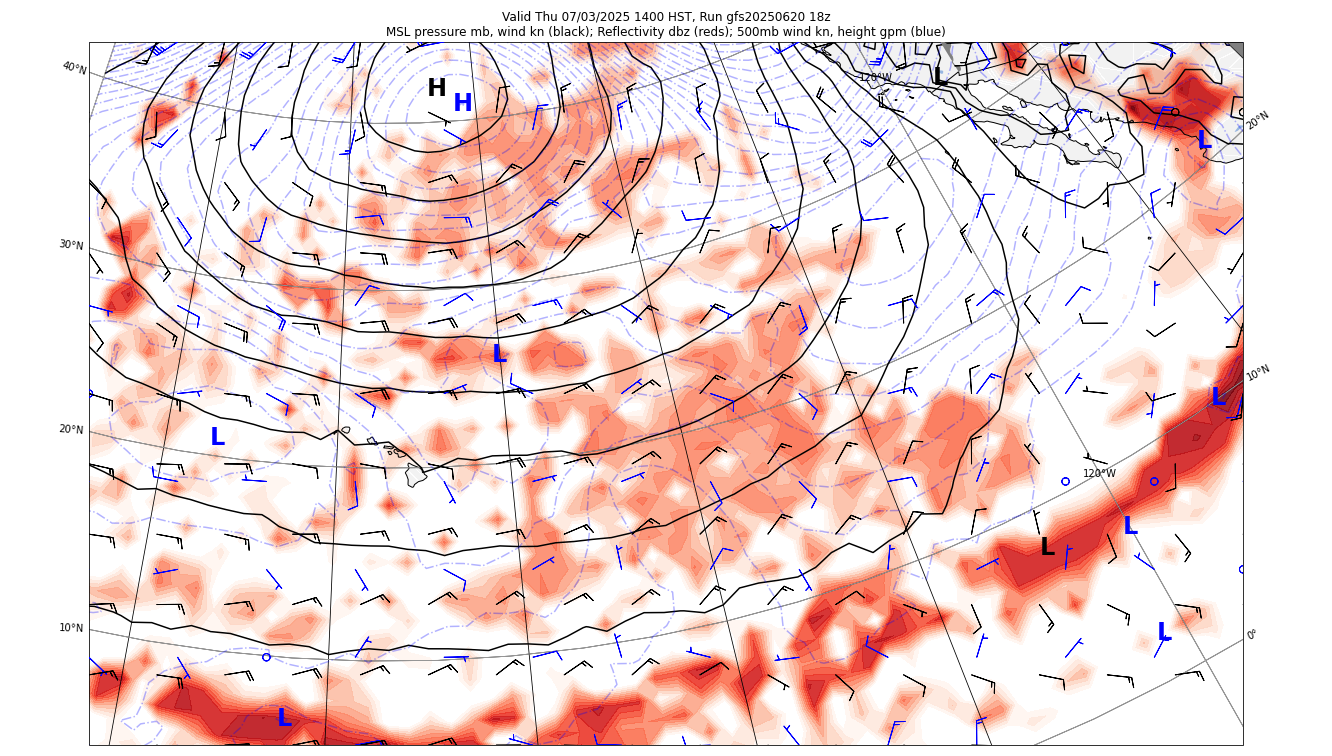 Valid Thu 07/03/2025 1400 HST, Run gfs20250620 18z
MSL pressure mb, wind kn (black); Reflectivity dbz (reds); 500mb wind kn, height gpm (blue)
40°N
120°W
L
H
H
20°N
L
30°N
L
10°N
L
20°N
L
120°W
L
L
10°N
L
0°
L